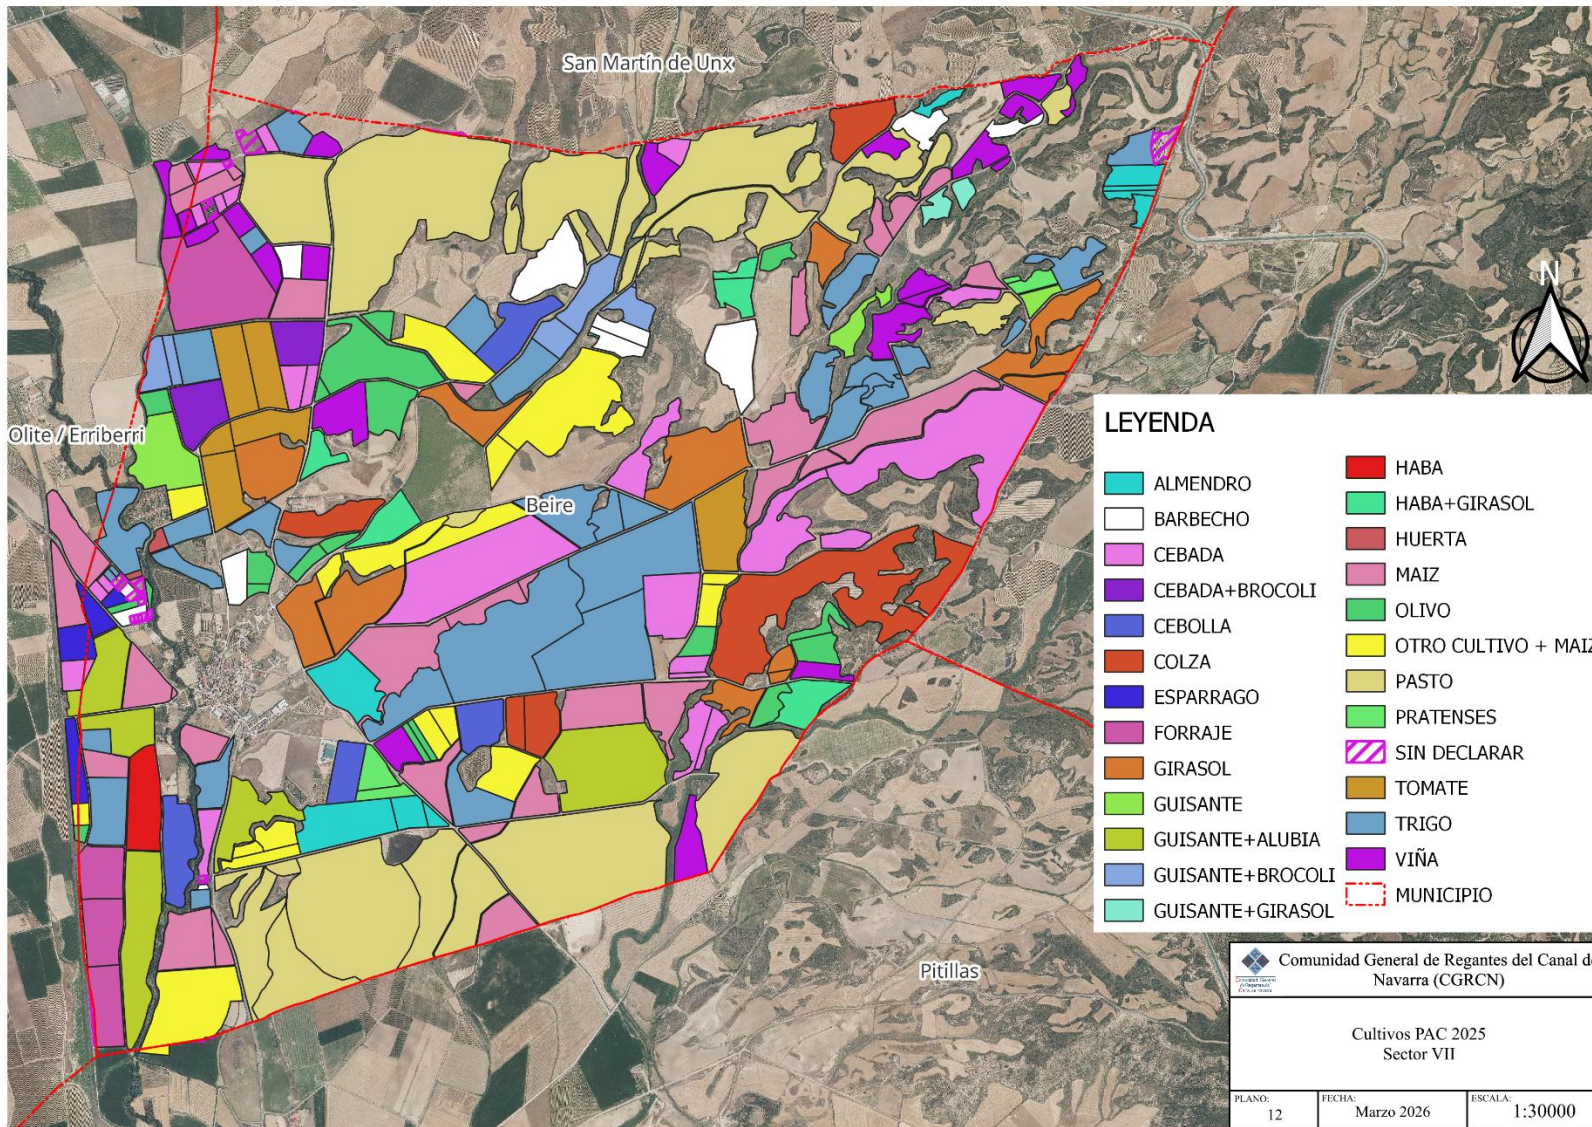 San Martín de Unx
Olite / Erriberri
Beire
Pitillas
N
LEYENDA
ALMENDRO
BARBECHO
CEBADA
CEBADA+BROCOLI
CEBOLLA
COLZA
ESPARRAGO
FORRAJE
GIRASOL
GUISANTE
GUISANTE+ALUBIA
GUISANTE+BROCOLI
GUISANTE+GIRASOL
HABA
HABA+GIRASOL
HUERTA
MAIZ
OLIVO
OTRO CULTIVO + MAIZ
PASTO
PRATENSES
SIN DECLARAR
TOMATE
TRIGO
VIÑA
MUNICIPIO
Comunidad General de Regantes del Canal de
Navarra (CGRCN)
Cultivos PAC 2025
Sector VII
PLANO:
12
FECHA:
Marzo 2026
ESCALA:
1:30000